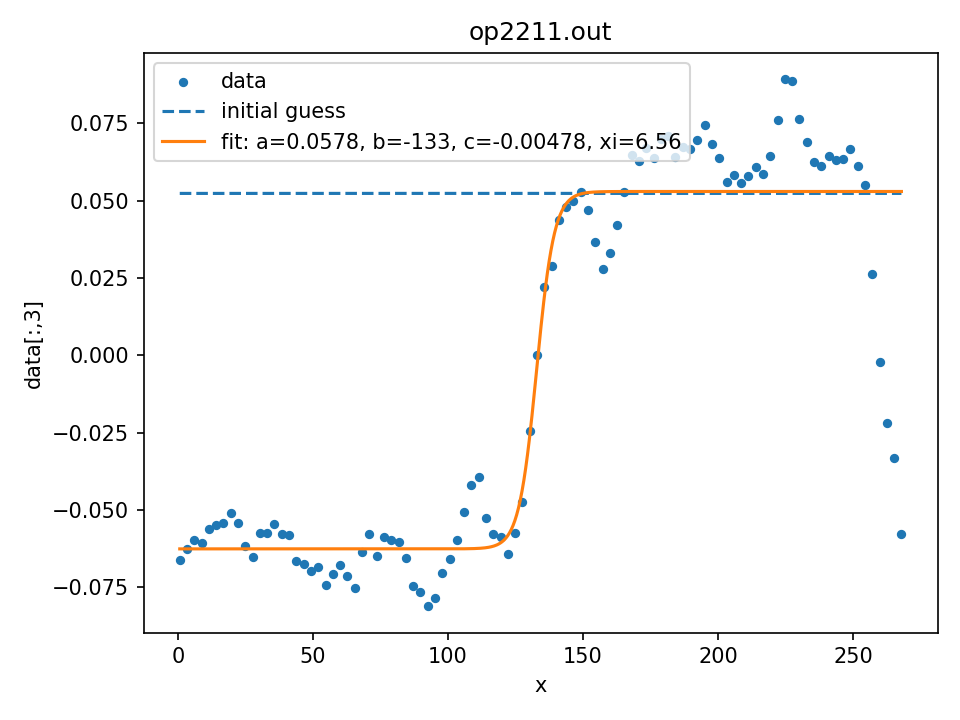 op2211.out
data
initial guess
fit: a=0.0578, b=-133, c=-0.00478, xi=6.56
0.075
0.050
0.025
0.000
−0.025
−0.050
−0.075
data[:,3]
0 50 100 150 200 250
x